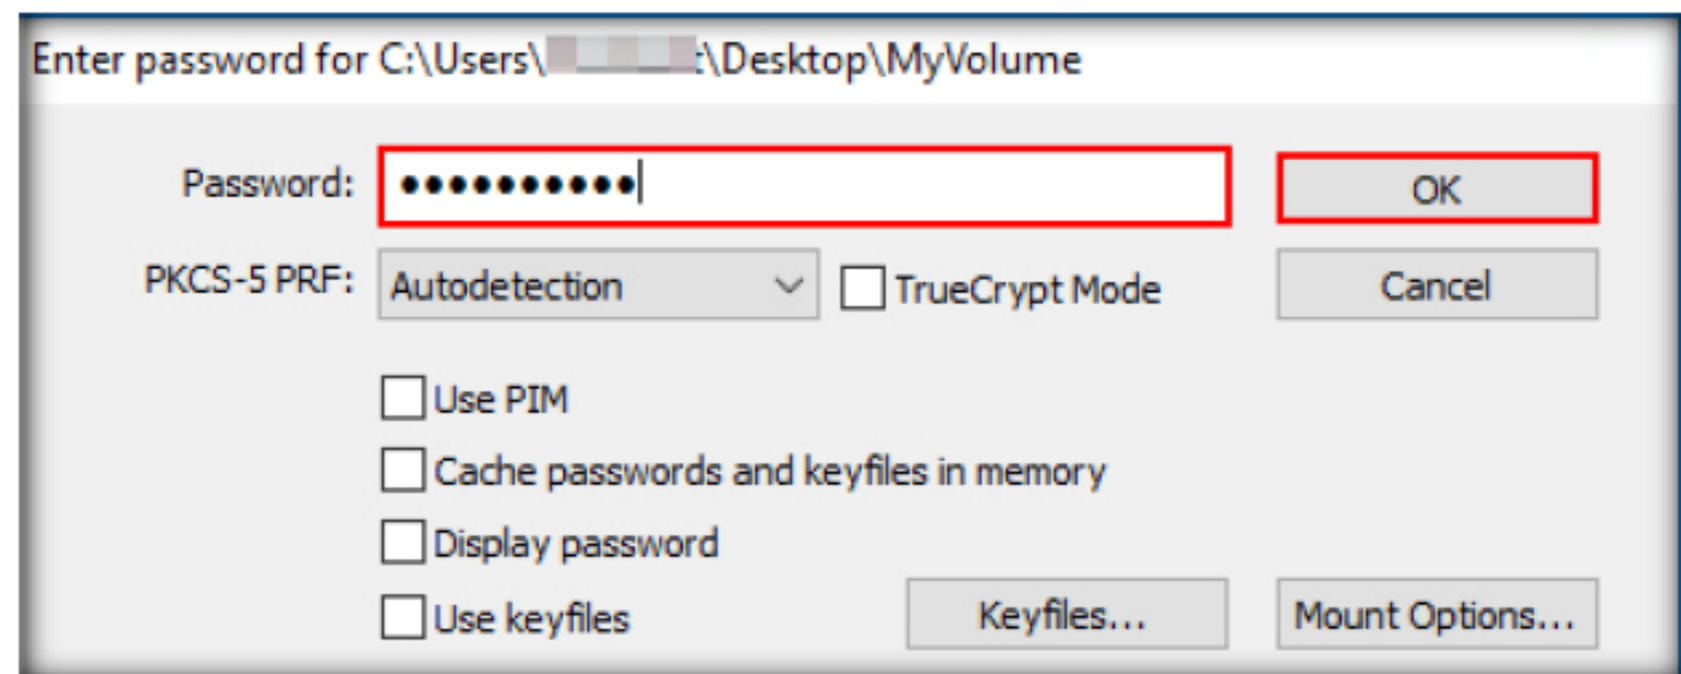 Enter password for C:\Users\ t\Desktop\MyVolume
Password: ●●●●●●●●●● OK
PKCS-5 PRF: Autodetection TrueCrypt Mode Cancel
Use PIM
Cache passwords and keyfiles in memory
Display password
Use keyfiles Keyfiles... Mount Options...